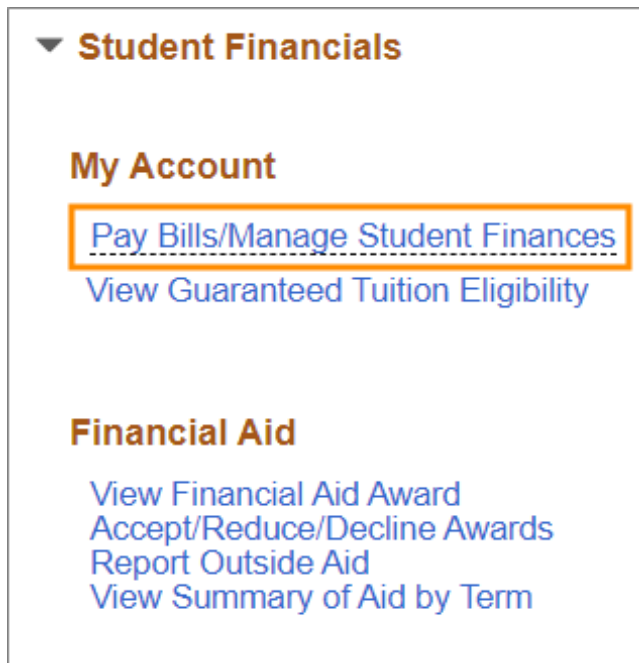 Student Financials
My Account
Pay Bills/Manage Student Finances
View Guaranteed Tuition Eligibility
Financial Aid
View Financial Aid Award
Accept/Reduce/Decline Awards
Report Outside Aid
View Summary of Aid by Term